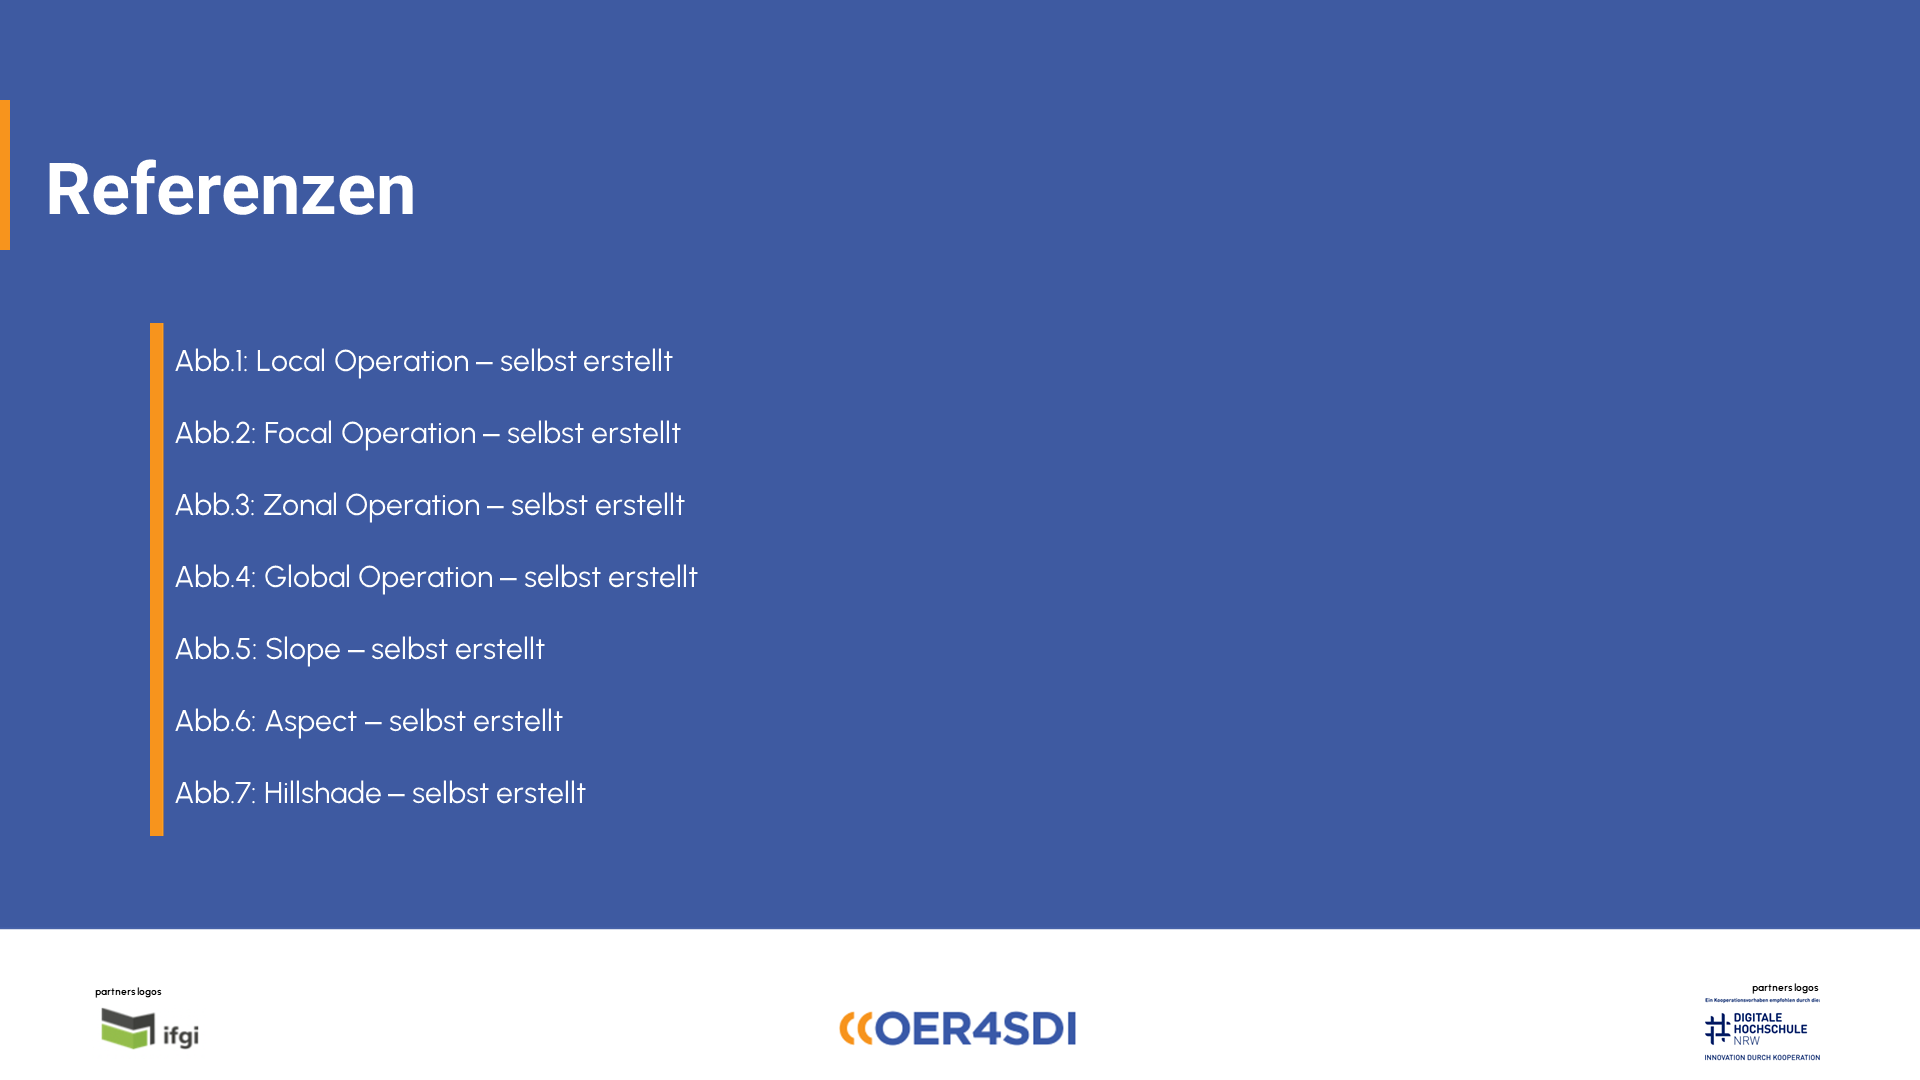 Referenzen
Abb.1: Local Operation – selbst erstellt
Abb.2: Focal Operation – selbst erstellt
Abb.3: Zonal Operation – selbst erstellt
Abb.4: Global Operation – selbst erstellt
Abb.5: Slope – selbst erstellt
Abb.6: Aspect – selbst erstellt
Abb.7: Hillshade – selbst erstellt
partners logos
ifgi
OER4SDI
partners logos
Ein Kooperationsvorhaben empfohlen durch die:
DIGITALE
HOCHSCHULE
NRW
INNOVATION DURCH KOOPERATION